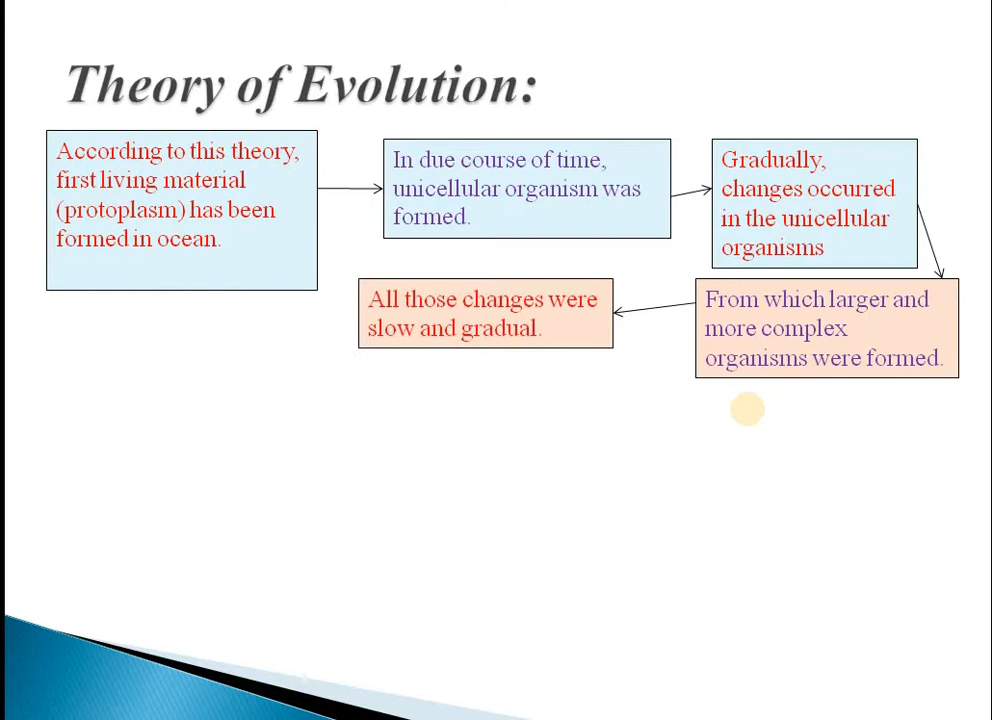 Theory of Evolution:
According to this theory,
first living material
(protoplasm) has been
formed in ocean.
In due course of time,
unicellular organism was
formed.
Gradually,
changes occurred
in the unicellular
organisms
From which larger and
more complex
organisms were formed.
All those changes were
slow and gradual.